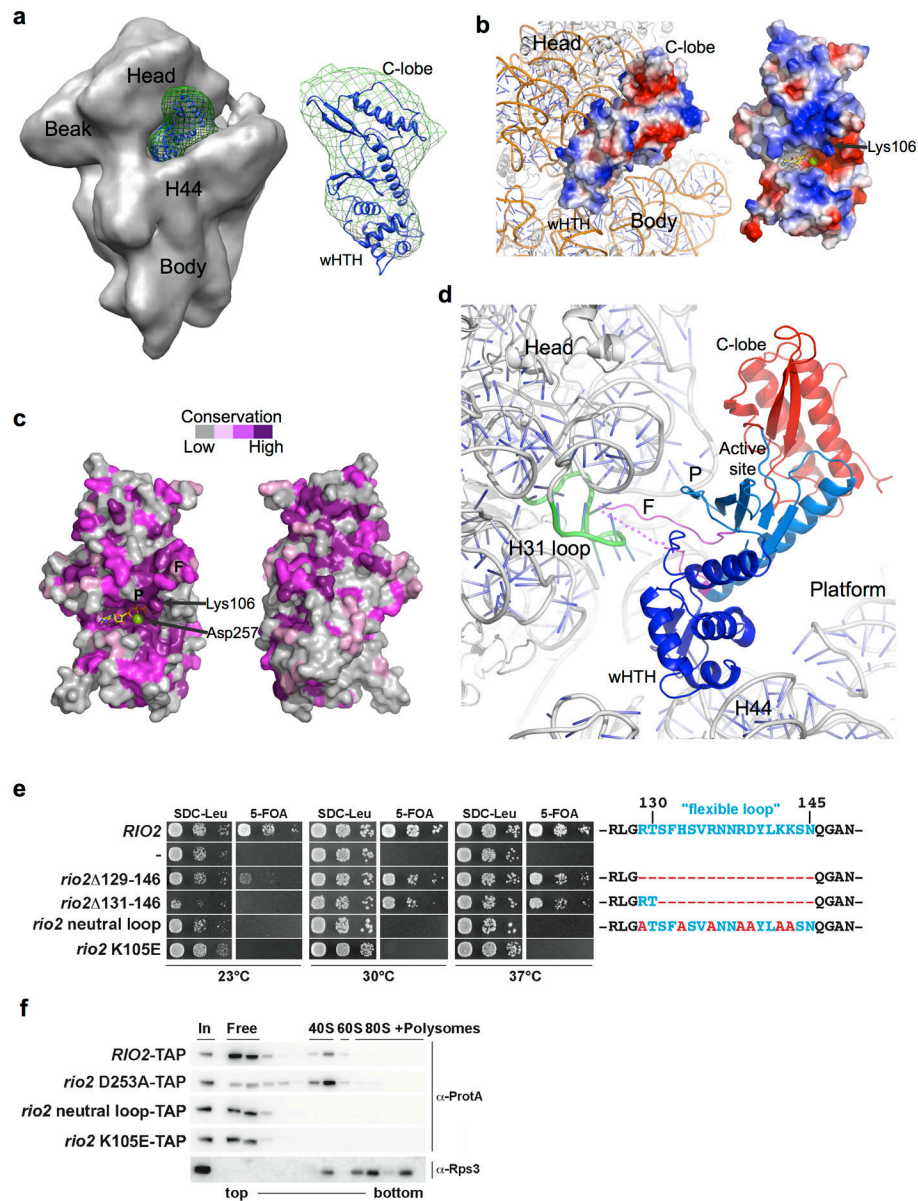 a
Head
Beak
H44
Body
C-lobe
wHTH
b
Head
C-lobe
wHTH
Body
Lys106
c
Conservation
Low High
F
P
Lys106
Asp257
d
Head
C-lobe
Active
site
P
F
H31 loop
Platform
wHTH
H44
e
SDC-Leu 5-FOA SDC-Leu 5-FOA SDC-Leu 5-FOA
130 "flexible loop" 145
RIO2 –RLGRTSFHSVRNNRDYLKKSNQGAN–
-
rio2Δ129-146 –RLG------------------QGAN–
rio2Δ131-146 –RLGRT----------------QGAN–
rio2 neutral loop –RLGATSFASVANNAAYLAASNQGAN–
rio2 K105E
23°C 30°C 37°C
f
In Free 40S 60S 80S +Polysomes
RIO2-TAP
rio2 D253A-TAP
α-ProtA
rio2 neutral loop-TAP
rio2 K105E-TAP
α-Rps3
top bottom